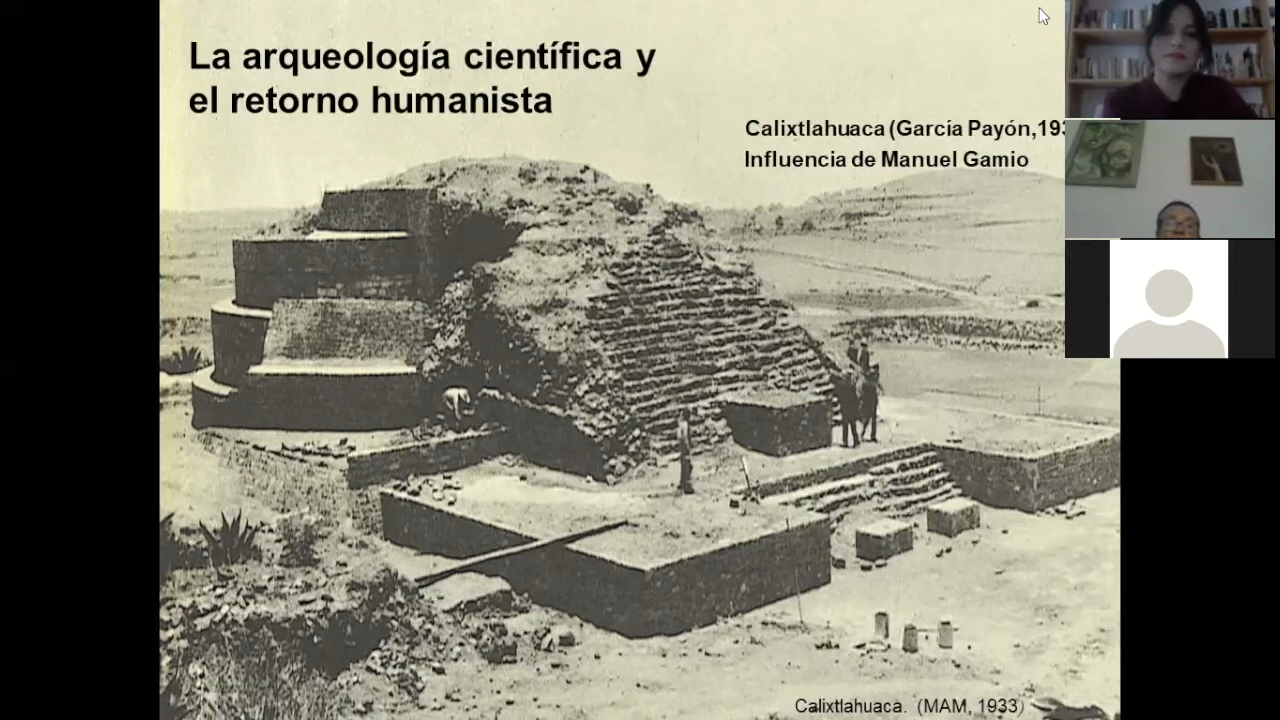 La arqueología científica y
el retorno humanista
Calixtlahuaca (García Payón,
Influencia de Manuel Gamio
Calixtlahuaca. (MAM, 1933)